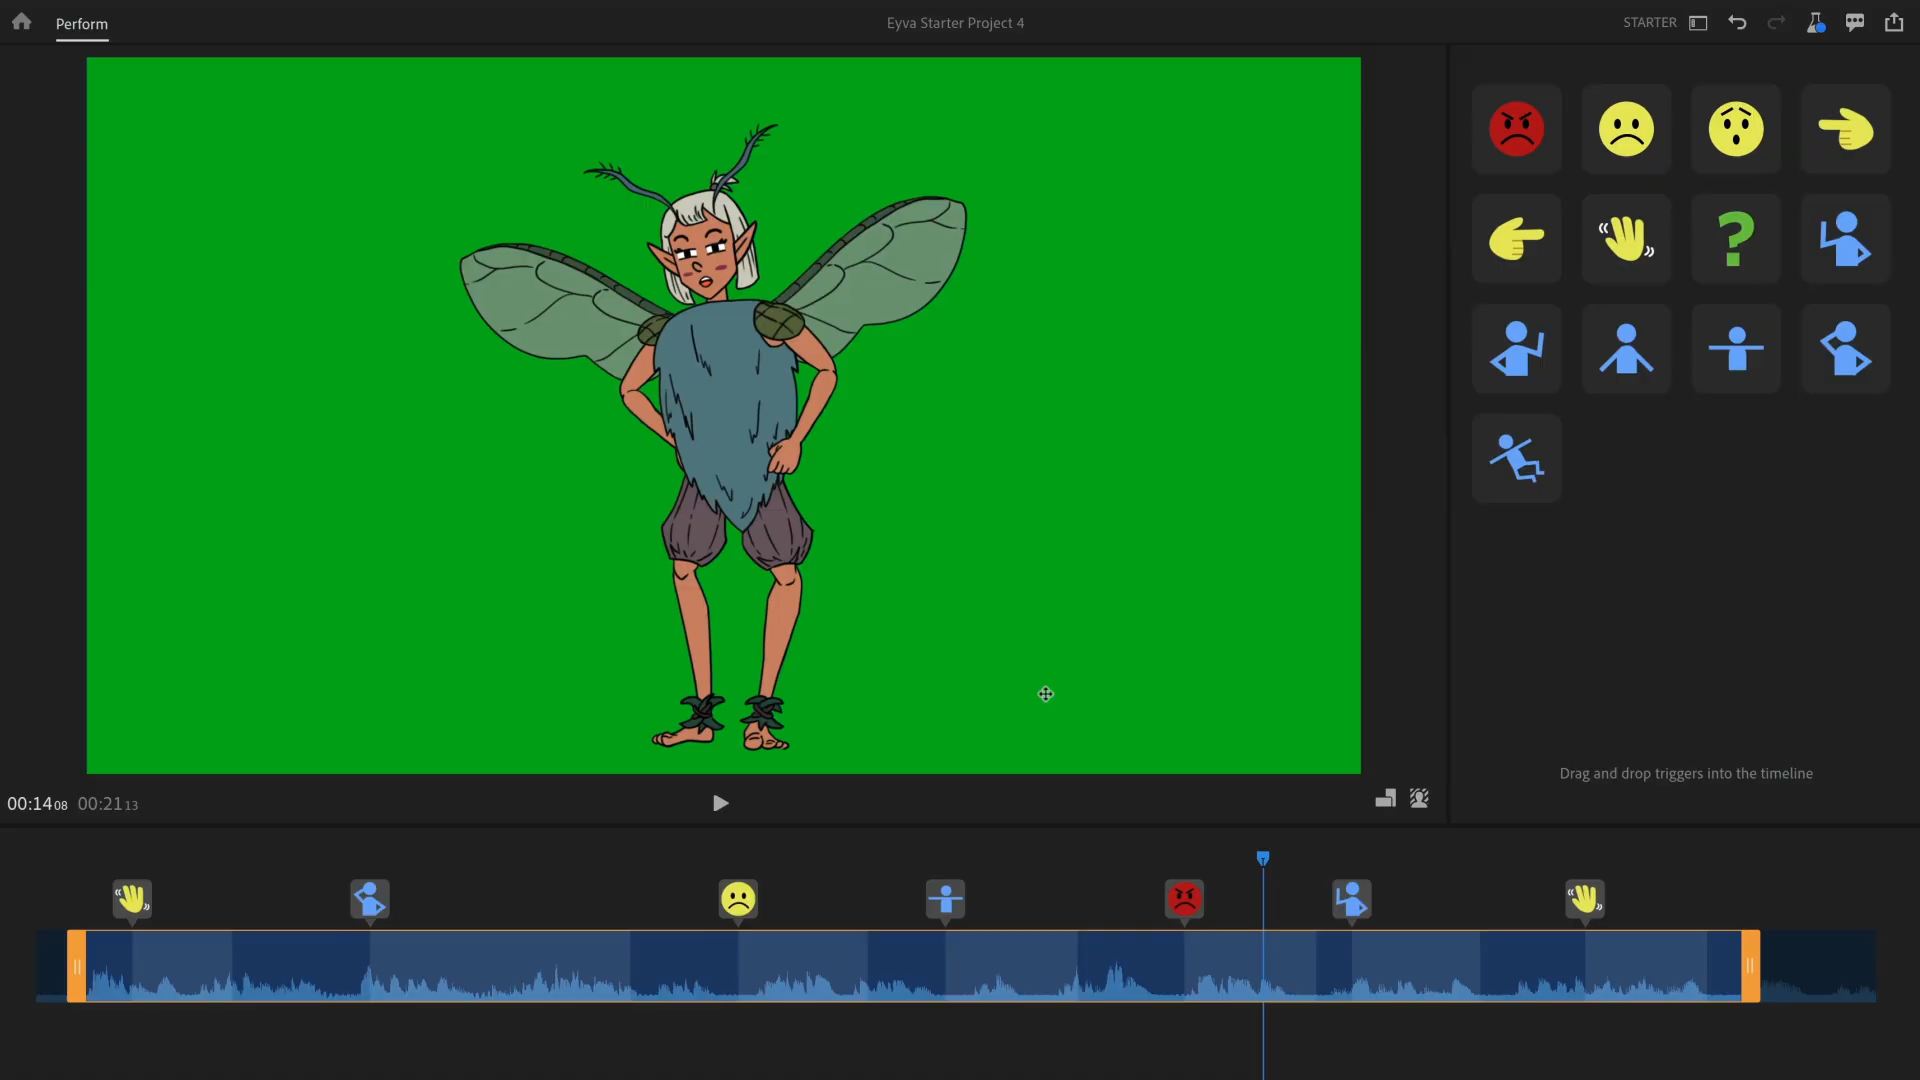 Perform
Eyva Starter Project 4
STARTER
Drag and drop triggers into the timeline
00:14 08 00:21 13